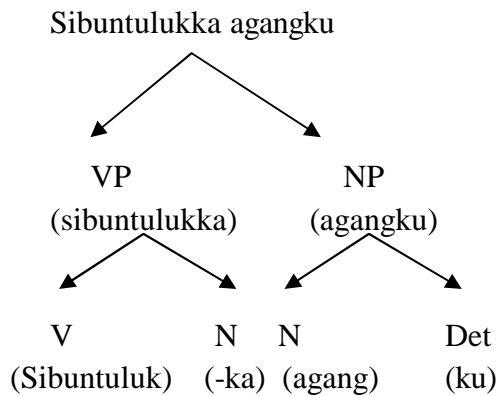 Sibuntulukka agangku
VP NP
(sibuntulukka) (agangku)
V N N Det
(Sibuntuluk) (-ka) (agang) (ku)